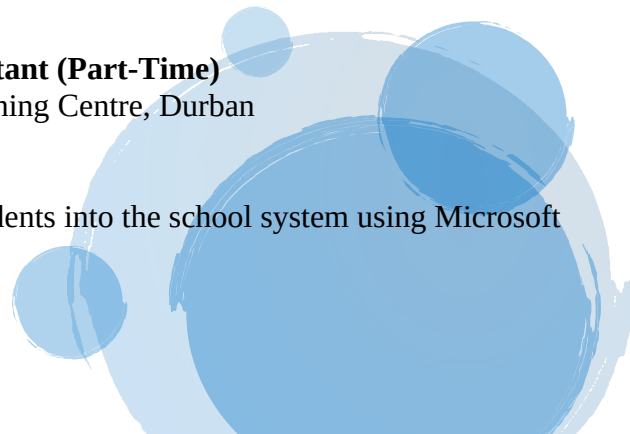 tant (Part-Time)
ning Centre, Durban
dents into the school system using Microsoft